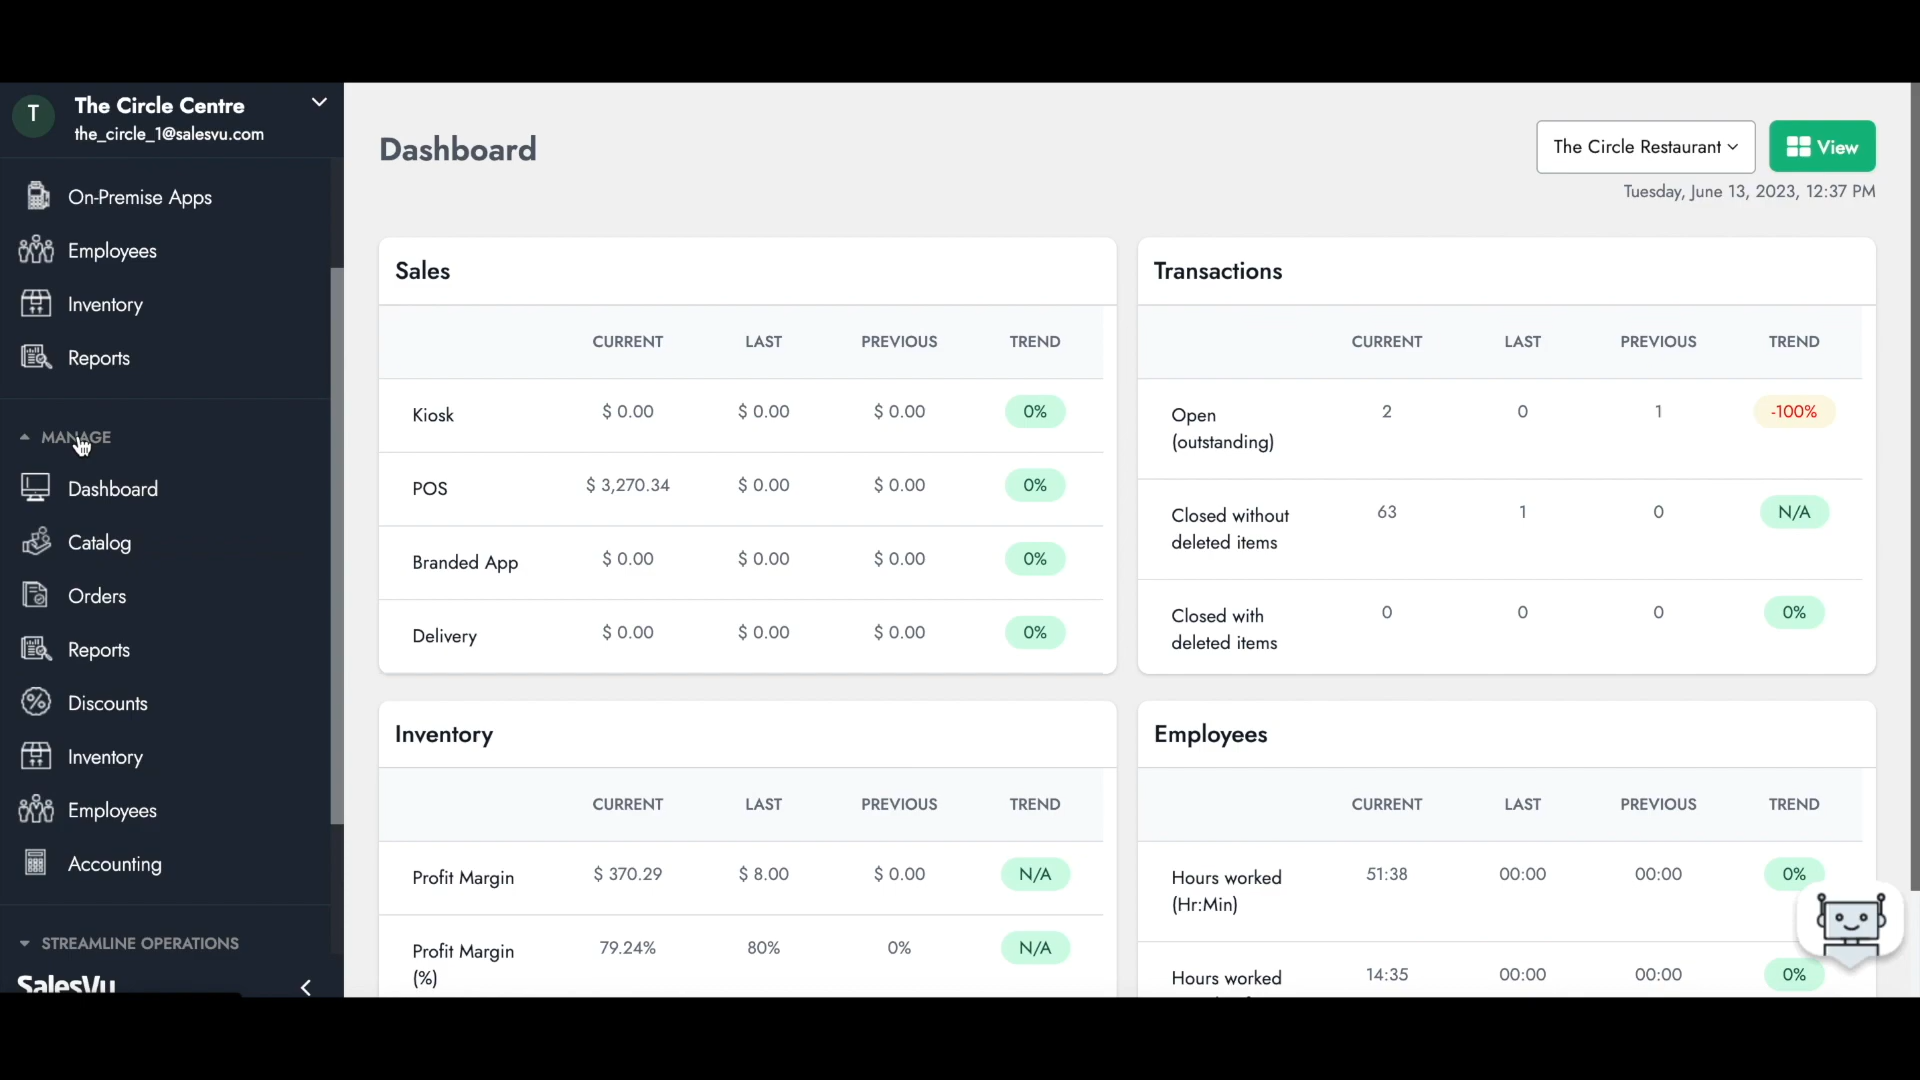 T
The Circle Centre
the_circle_1@salesvu.com
On-Premise Apps
Employees
Inventory
Reports
MANAGE
Dashboard
Catalog
Orders
Reports
Discounts
Inventory
Employees
Accounting
STREAMLINE OPERATIONS
SalesVu
Dashboard
The Circle Restaurant
View
Tuesday, June 13, 2023, 12:37 PM
Sales
CURRENT LAST PREVIOUS TREND
Kiosk $ 0.00 $ 0.00 $ 0.00 0%
POS $ 3,270.34 $ 0.00 $ 0.00 0%
Branded App $ 0.00 $ 0.00 $ 0.00 0%
Delivery $ 0.00 $ 0.00 $ 0.00 0%
Transactions
CURRENT LAST PREVIOUS TREND
Open 2 0 1 -100%
(outstanding)
Closed without 63 1 0 N/A
deleted items
Closed with 0 0 0 0%
deleted items
Inventory
CURRENT LAST PREVIOUS TREND
Profit Margin $ 370.29 $ 8.00 $ 0.00 N/A
Profit Margin 79.24% 80% 0% N/A
(%)
Employees
CURRENT LAST PREVIOUS TREND
Hours worked 51:38 00:00 00:00 0%
(Hr:Min)
Hours worked 14:35 00:00 00:00 0%